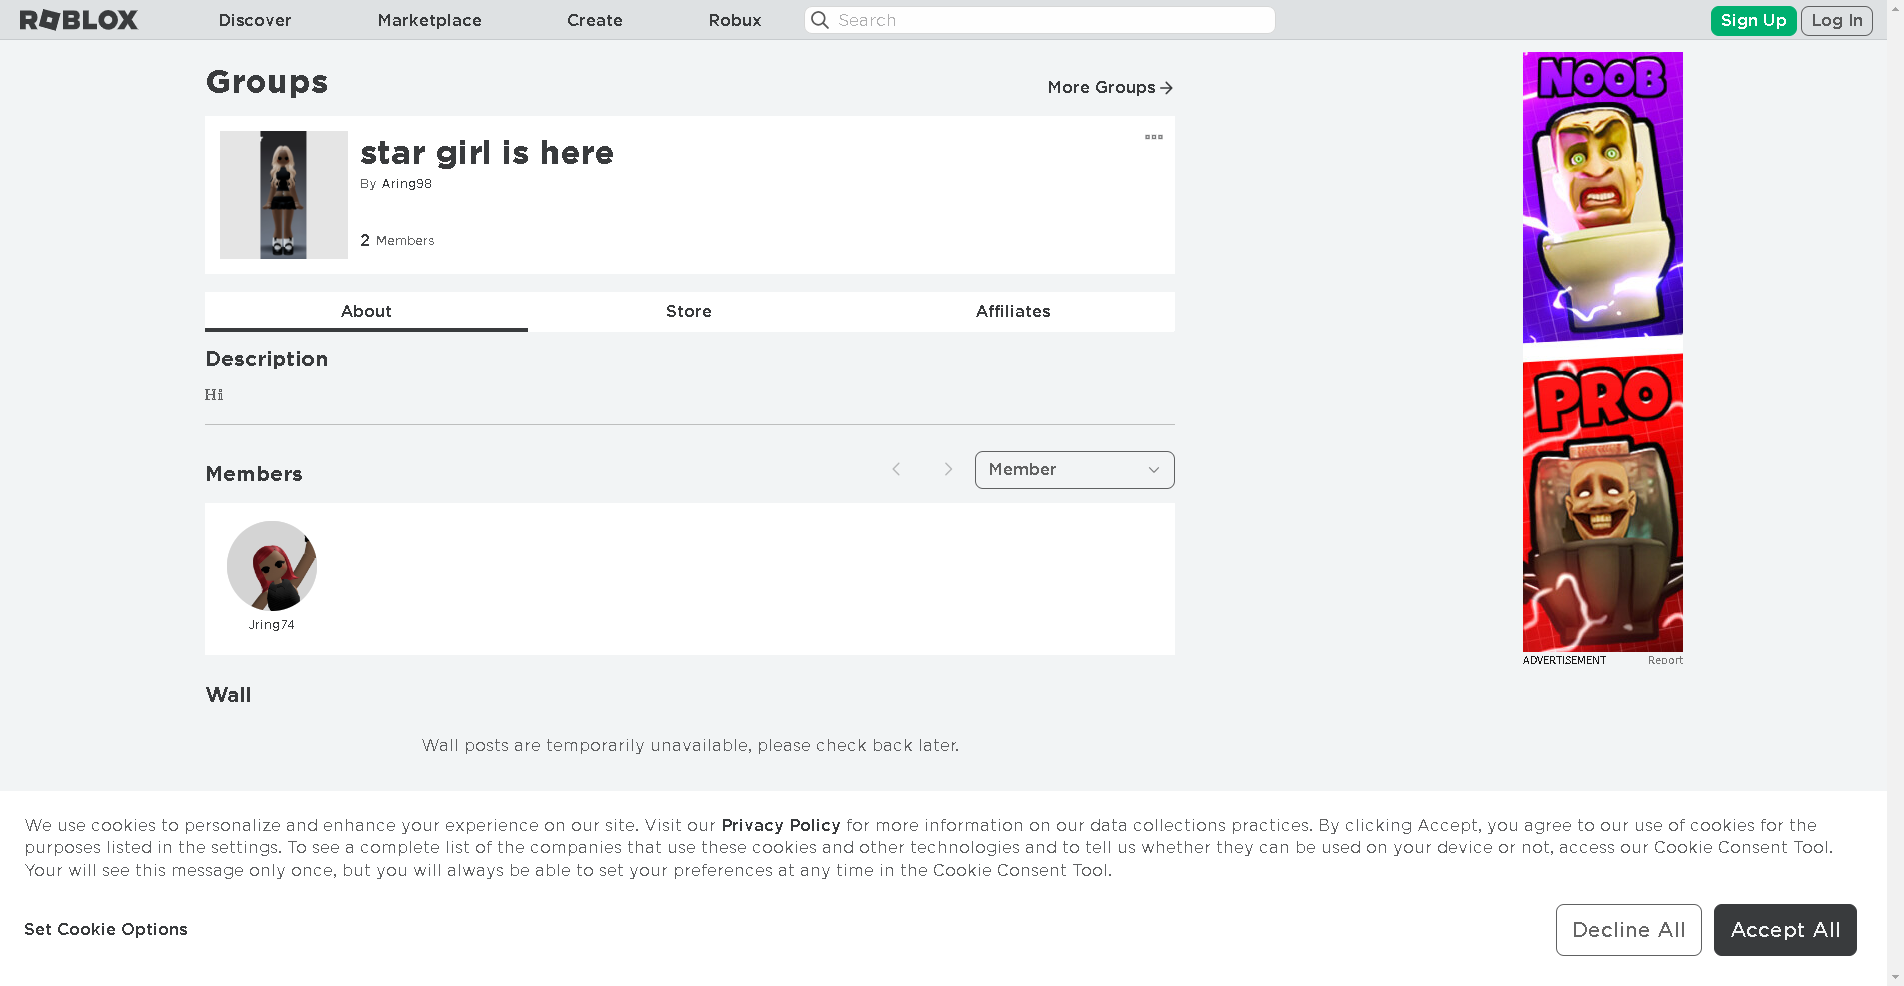 ROBLOX
Discover
Marketplace
Create
Robux
Search
Sign Up
Log In
Groups
More Groups
star girl is here
By Aring98
2 Members
About
Store
Affiliates
Description
Hi
Members
Member
Jring74
Wall
Wall posts are temporarily unavailable, please check back later.
NOOB
PRO
ADVERTISEMENT
Report
We use cookies to personalize and enhance your experience on our site. Visit our Privacy Policy for more information on our data collections practices. By clicking Accept, you agree to our use of cookies for the
purposes listed in the settings. To see a complete list of the companies that use these cookies and other technologies and to tell us whether they can be used on your device or not, access our Cookie Consent Tool.
Your will see this message only once, but you will always be able to set your preferences at any time in the Cookie Consent Tool.
Set Cookie Options
Decline All
Accept All